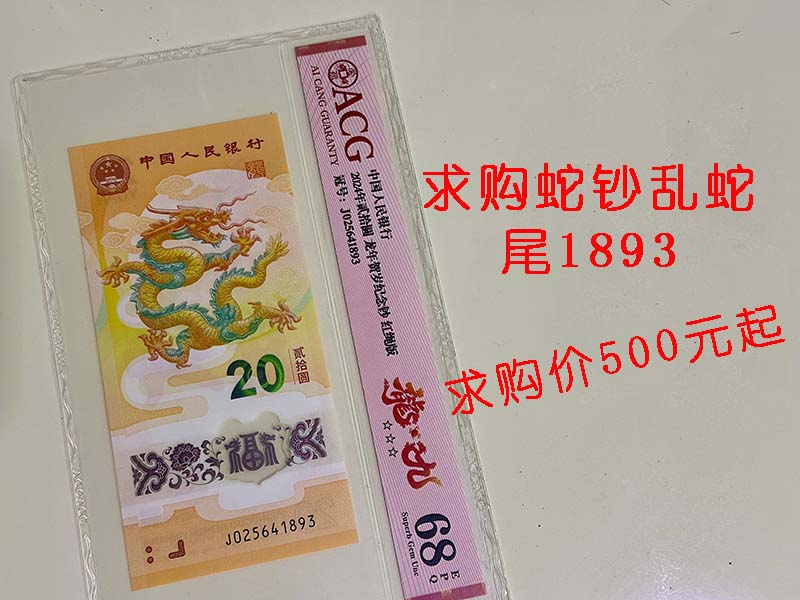 中国人民银行
20
贰拾圆
福
J025641893
ACG
AI CANG GUARANTY
中国人民银行
2024年贰拾圆 龙年贺岁纪念钞 红绳版
冠号：J025641893
68
EPQ
Superb Gem Unc
求购蛇钞乱蛇
尾1893
求购价500元起